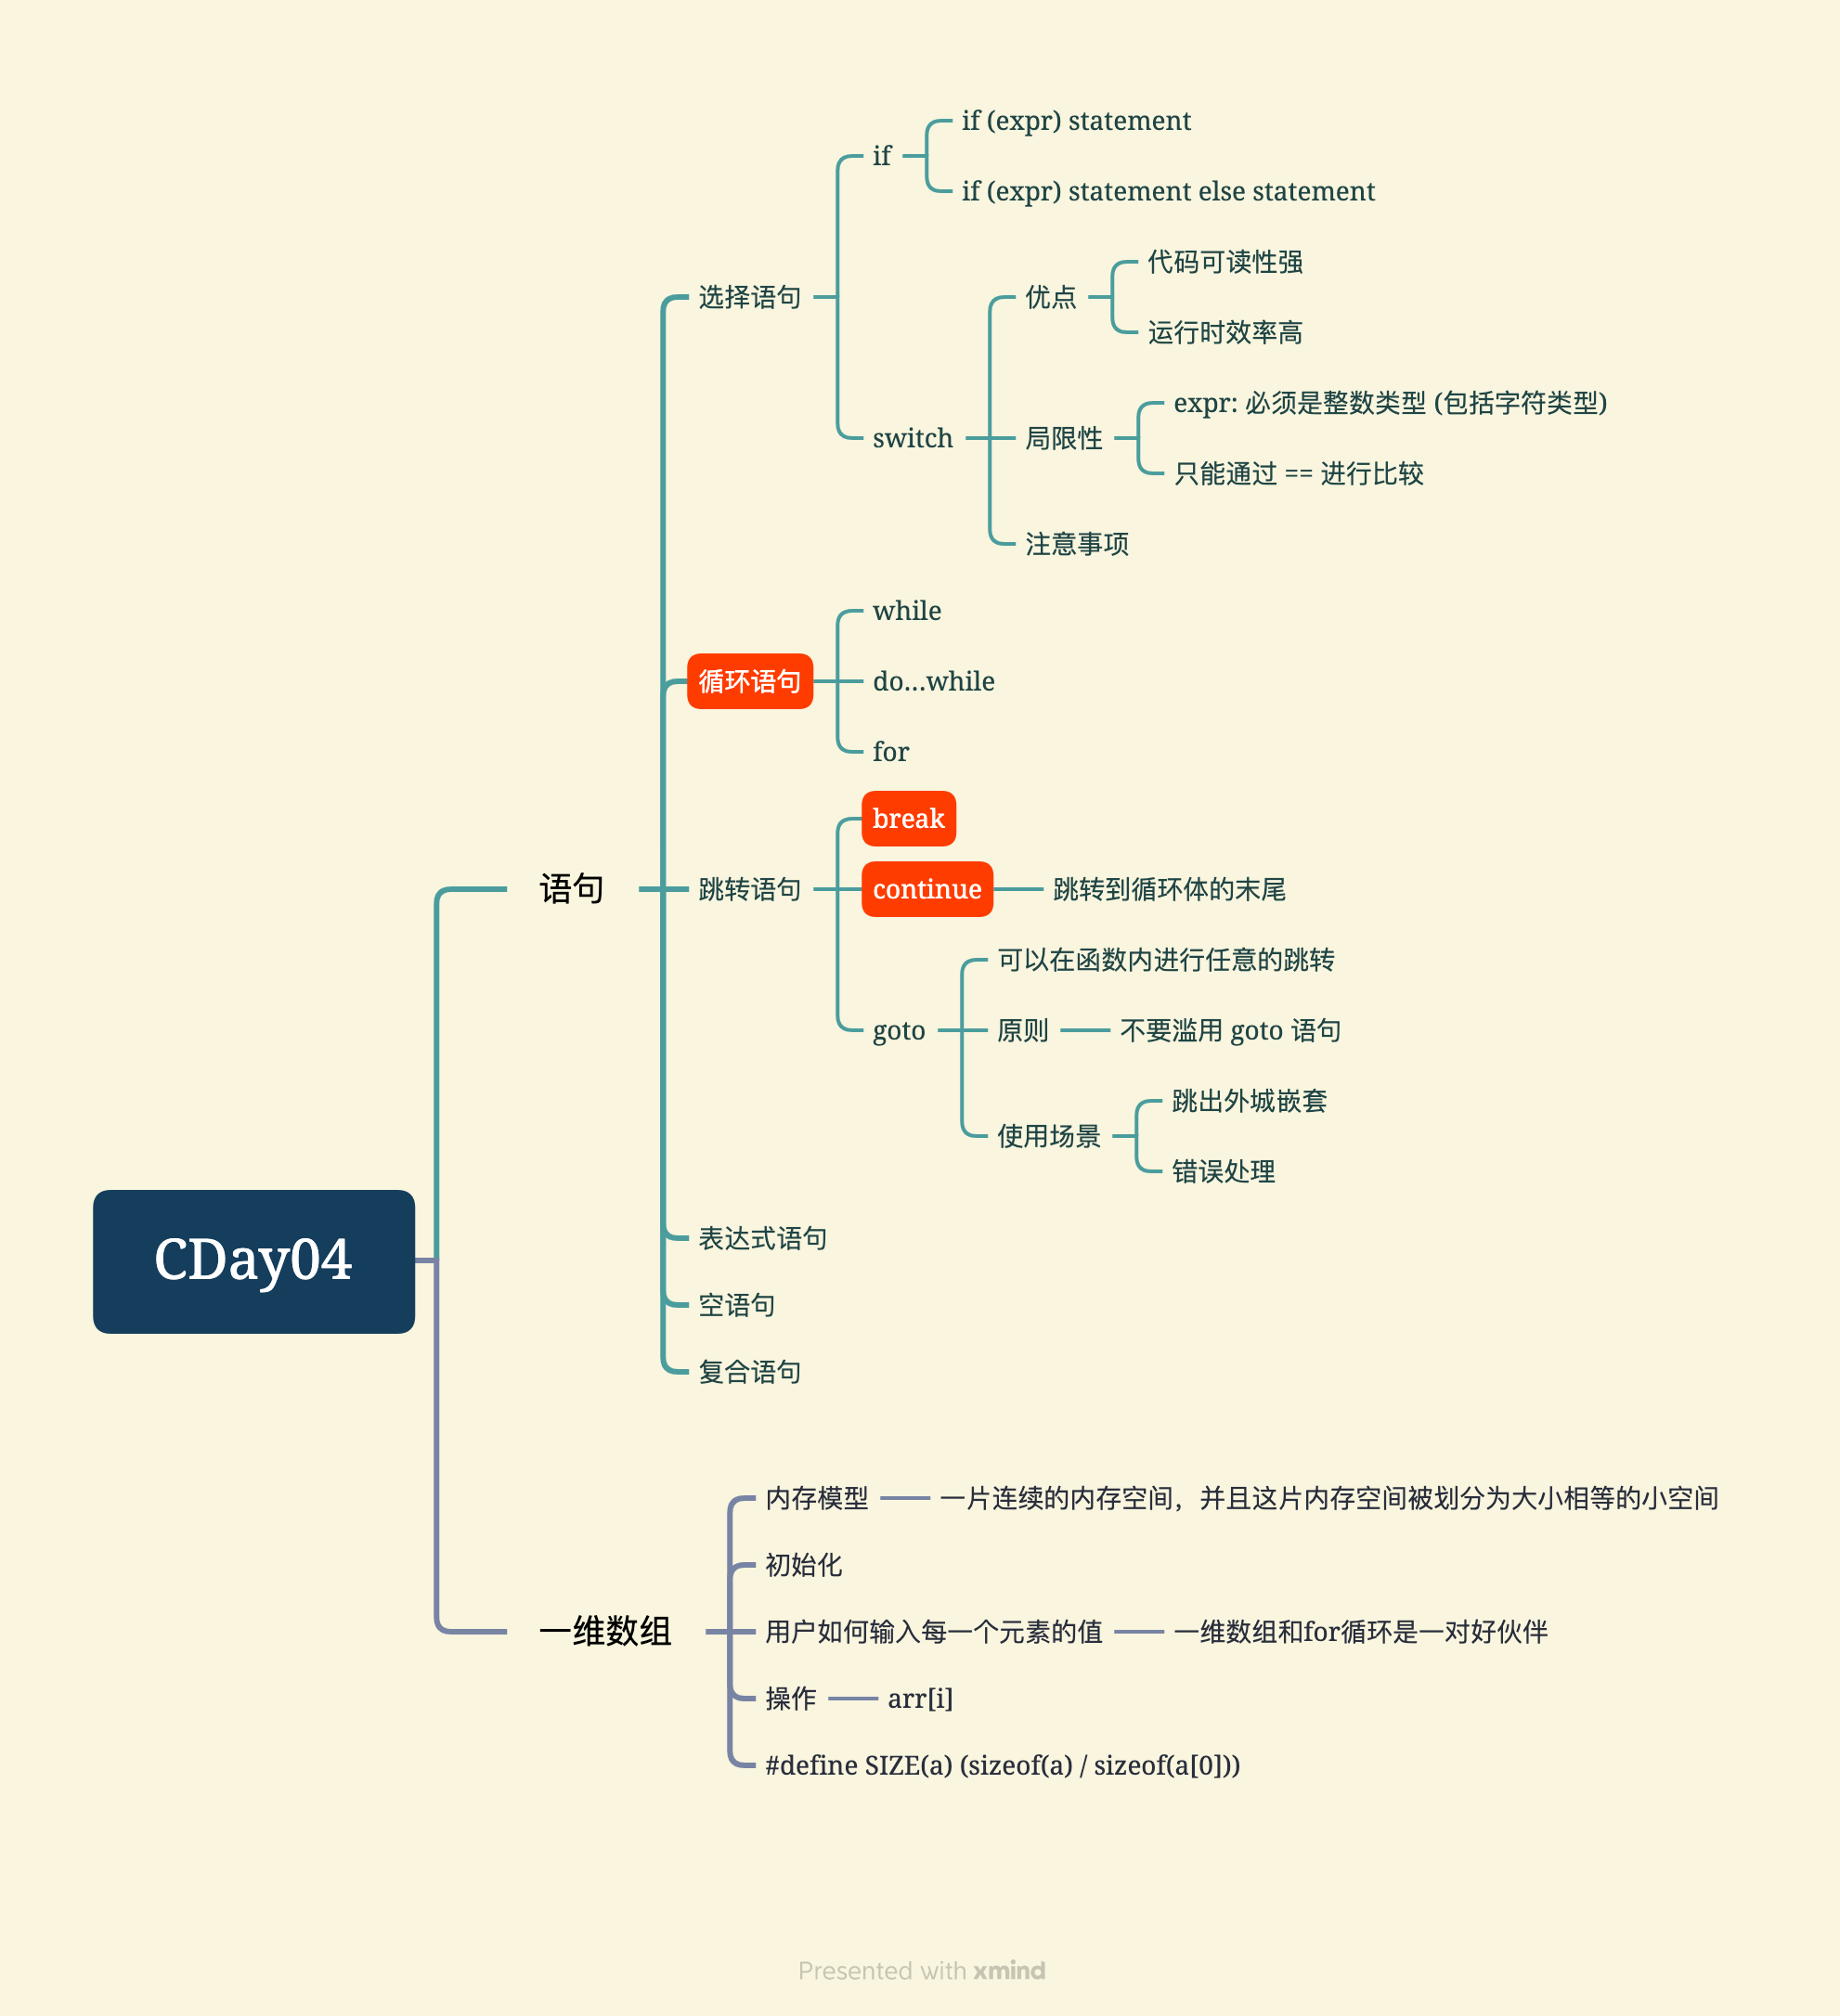 CDay04
语句
选择语句
if
if (expr) statement
if (expr) statement else statement
switch
优点
代码可读性强
运行时效率高
局限性
expr: 必须是整数类型 (包括字符类型)
只能通过 == 进行比较
注意事项
循环语句
while
do...while
for
跳转语句
break
continue
跳转到循环体的末尾
goto
可以在函数内进行任意的跳转
原则
不要滥用 goto 语句
使用场景
跳出外城嵌套
错误处理
表达式语句
空语句
复合语句
一维数组
内存模型
一片连续的内存空间，并且这片内存空间被划分为大小相等的小空间
初始化
用户如何输入每一个元素的值
一维数组和for循环是一对好伙伴
操作
arr[i]
#define SIZE(a) (sizeof(a) / sizeof(a[0]))
Presented with xmind